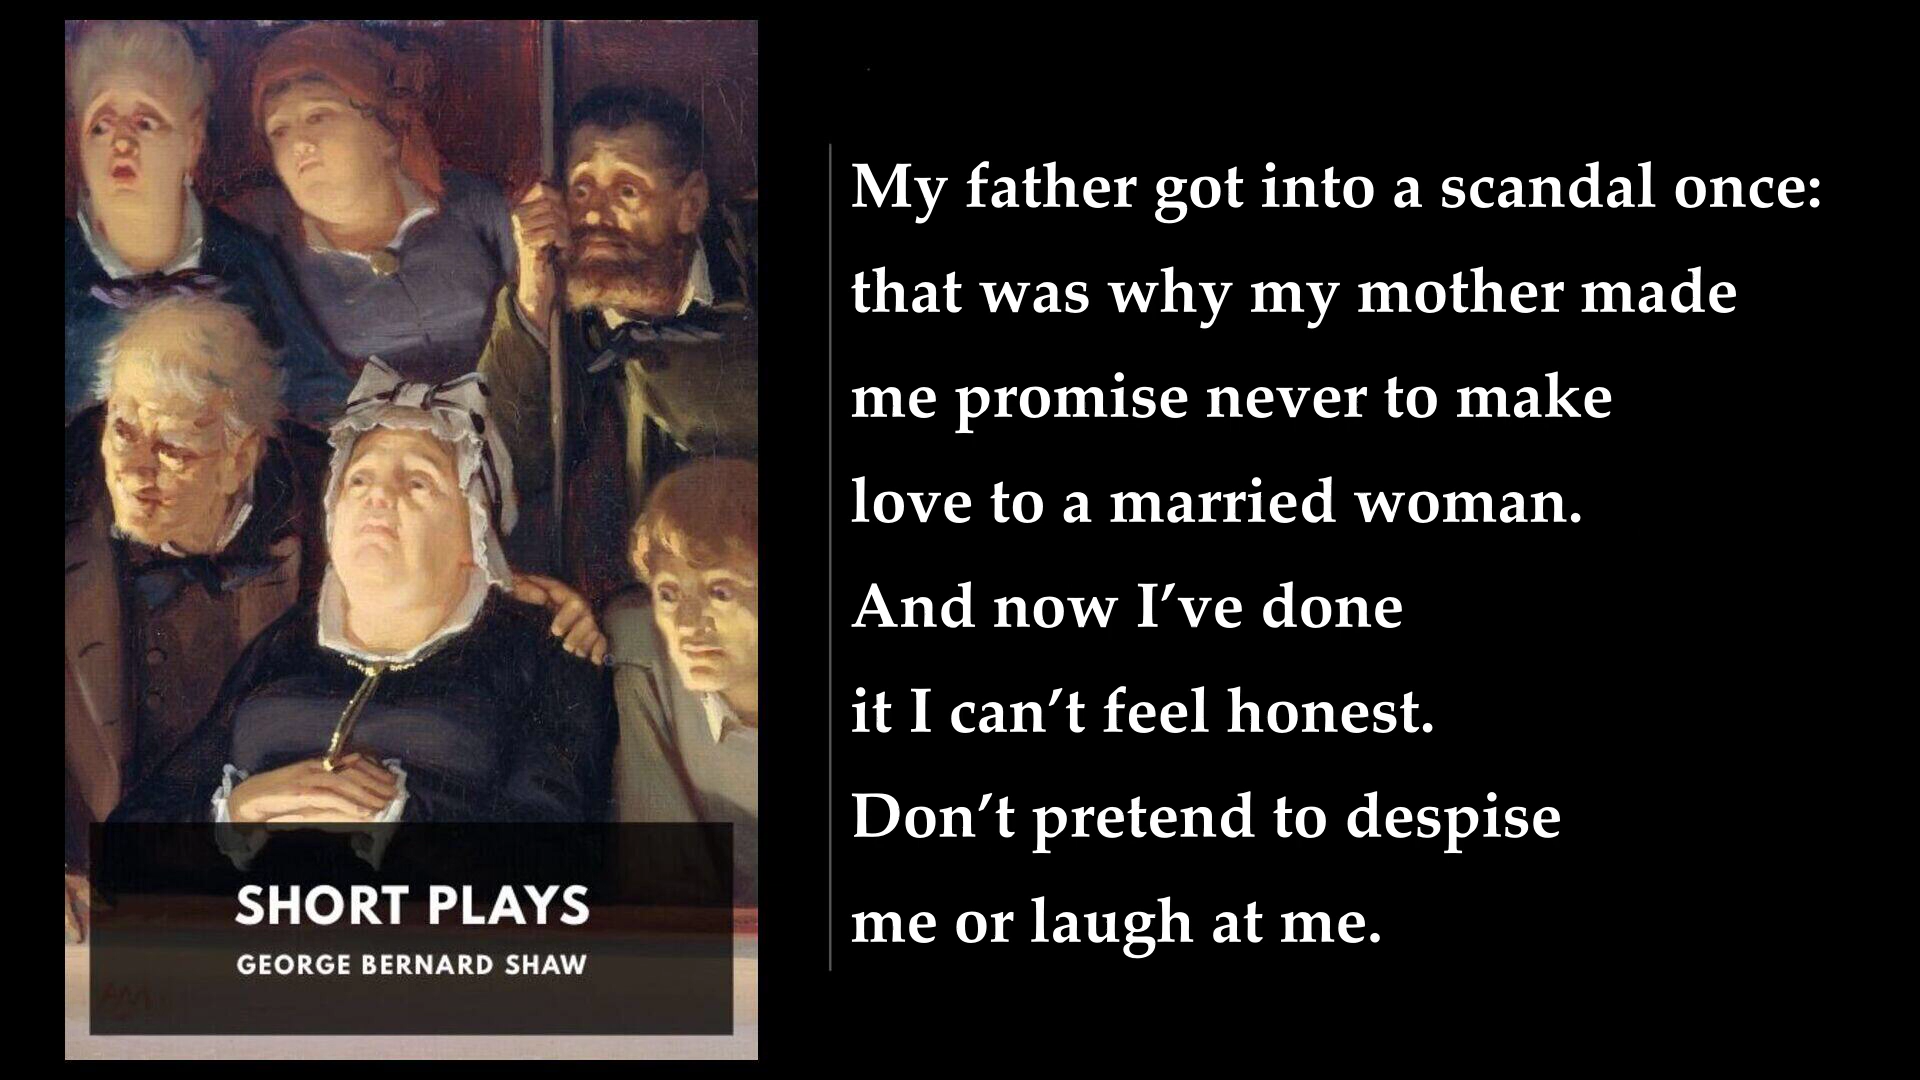 My father got into a scandal once:
that was why my mother made
me promise never to make
love to a married woman.
And now I’ve done
it I can’t feel honest.
Don’t pretend to despise
me or laugh at me.
SHORT PLAYS
GEORGE BERNARD SHAW